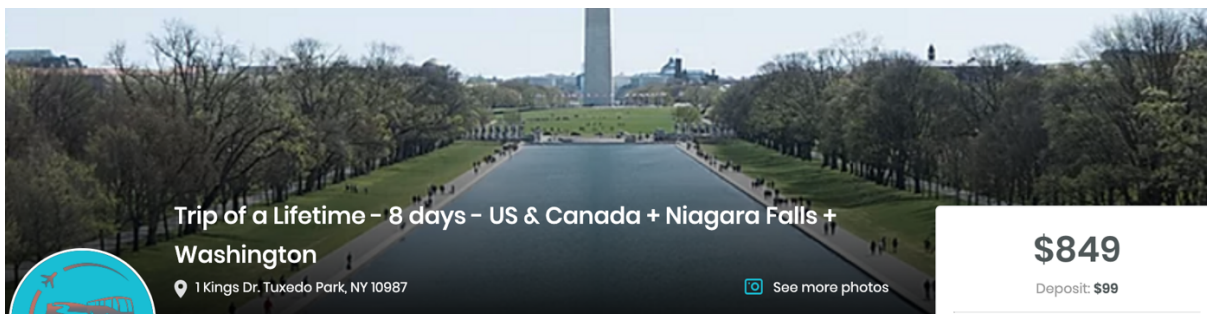 Trip of a Lifetime - 8 days - US & Canada + Niagara Falls +
Washington
1 Kings Dr. Tuxedo Park, NY 10987
See more photos
$849
Deposit: $99